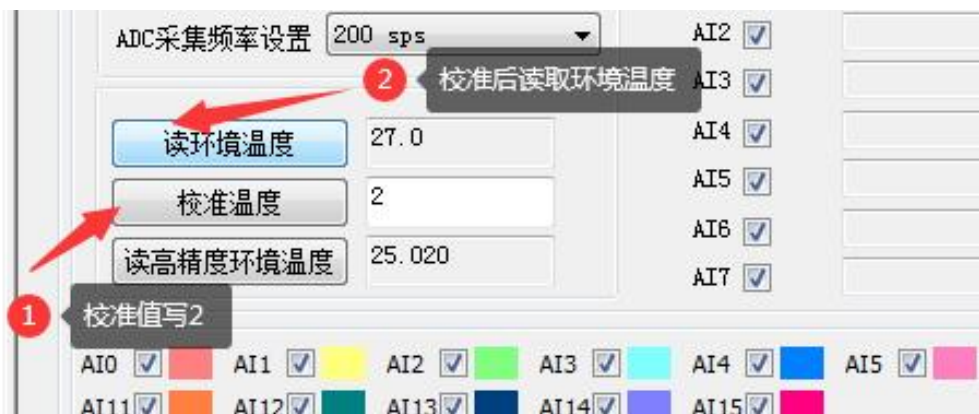 ADC采集频率设置 200 sps AI2
2 校准后读取环境温度 AI3
读环境温度 27.0 AI4
AI5
校准温度 2
AI6
读高精度环境温度 25.020
AI7
1 校准值写2
AI0 AI1 AI2 AI3 AI4 AI5
AI11 AI12 AI13 AI14 AI15